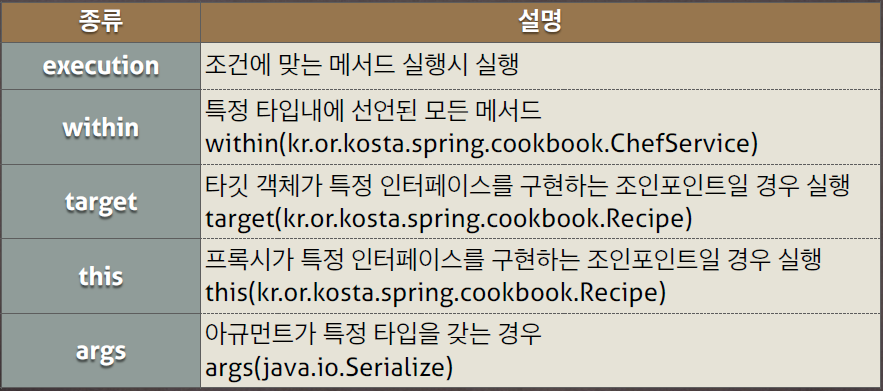 종류 설명
execution 조건에 맞는 메서드 실행시 실행
within 특정 타입내에 선언된 모든 메서드
within(kr.or.kosta.spring.cookbook.ChefService)
target 타깃 객체가 특정 인터페이스를 구현하는 조인포인트일 경우 실행
target(kr.or.kosta.spring.cookbook.Recipe)
this 프록시가 특정 인터페이스를 구현하는 조인포인트일 경우 실행
this(kr.or.kosta.spring.cookbook.Recipe)
args 아규먼트가 특정 타입을 갖는 경우
args(java.io.Serialize)